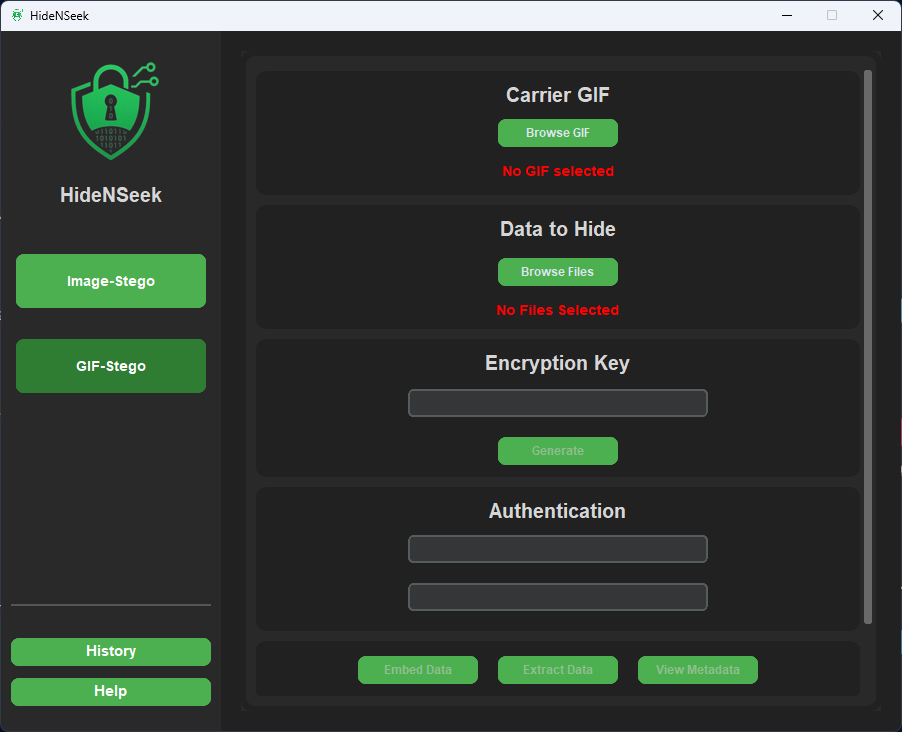 HideNSeek
HideNSeek
Image-Stego
GIF-Stego
History
Help
Carrier GIF
Browse GIF
No GIF selected
Data to Hide
Browse Files
No Files Selected
Encryption Key
Generate
Authentication
Embed Data
Extract Data
View Metadata